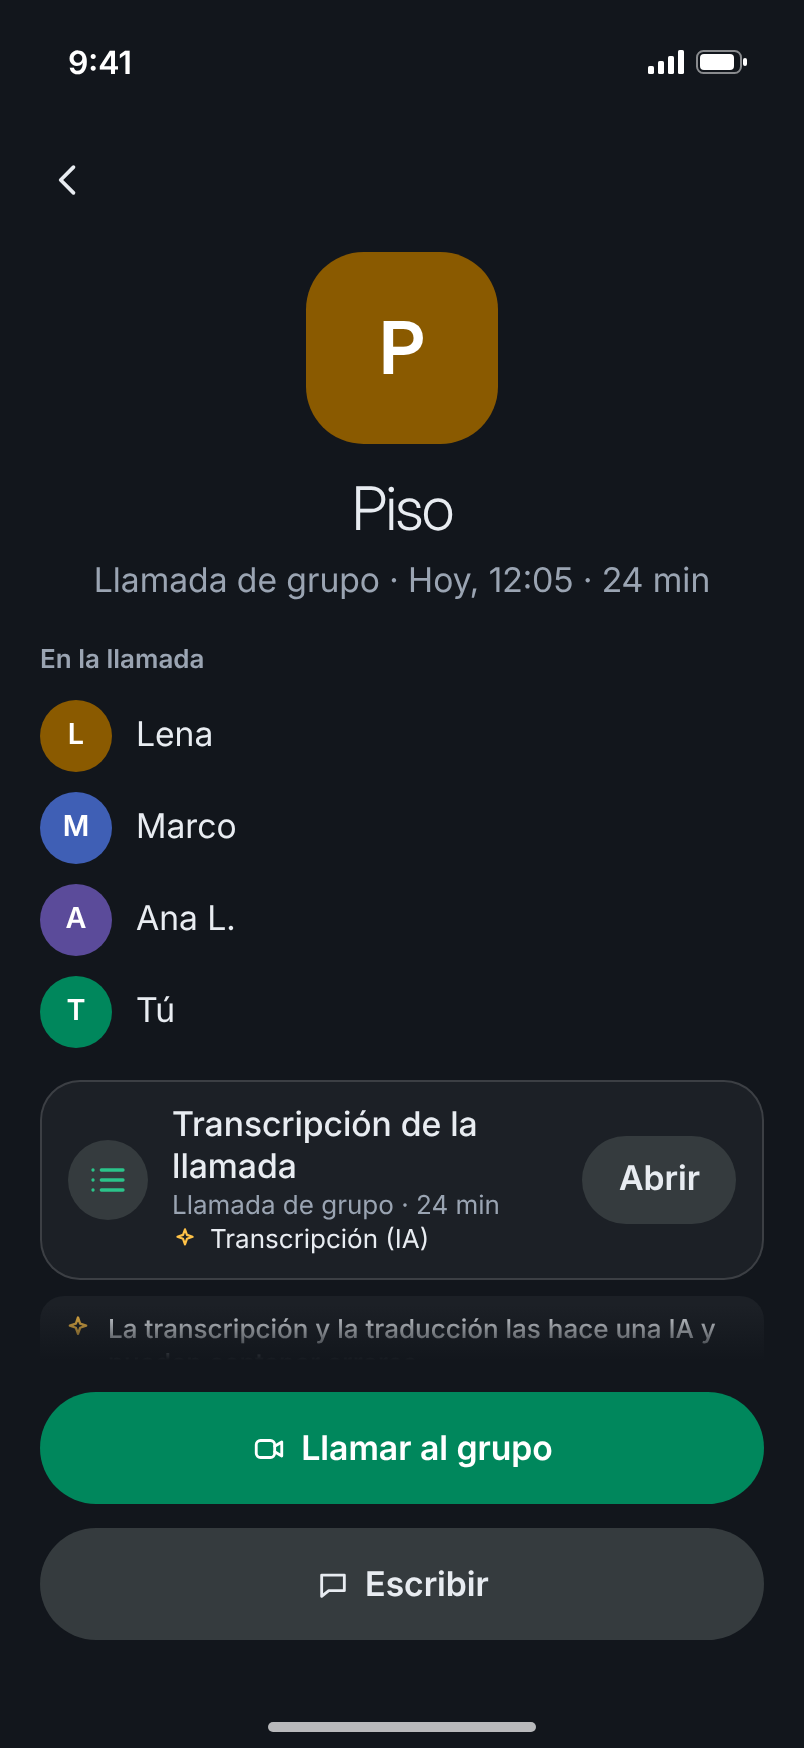 9:41
P
Piso
Llamada de grupo · Hoy, 12:05 · 24 min
En la llamada
L Lena
M Marco
A Ana L.
T Tú
Transcripción de la
llamada
Llamada de grupo · 24 min
Transcripción (IA)
Abrir
La transcripción y la traducción las hace una IA y
Llamar al grupo
Escribir